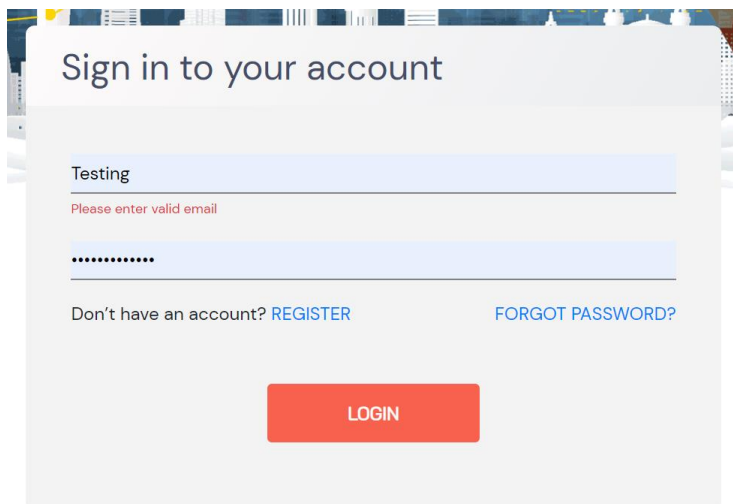 Sign in to your account
Testing
Please enter valid email
•••••••••••••
Don't have an account? REGISTER FORGOT PASSWORD?
LOGIN